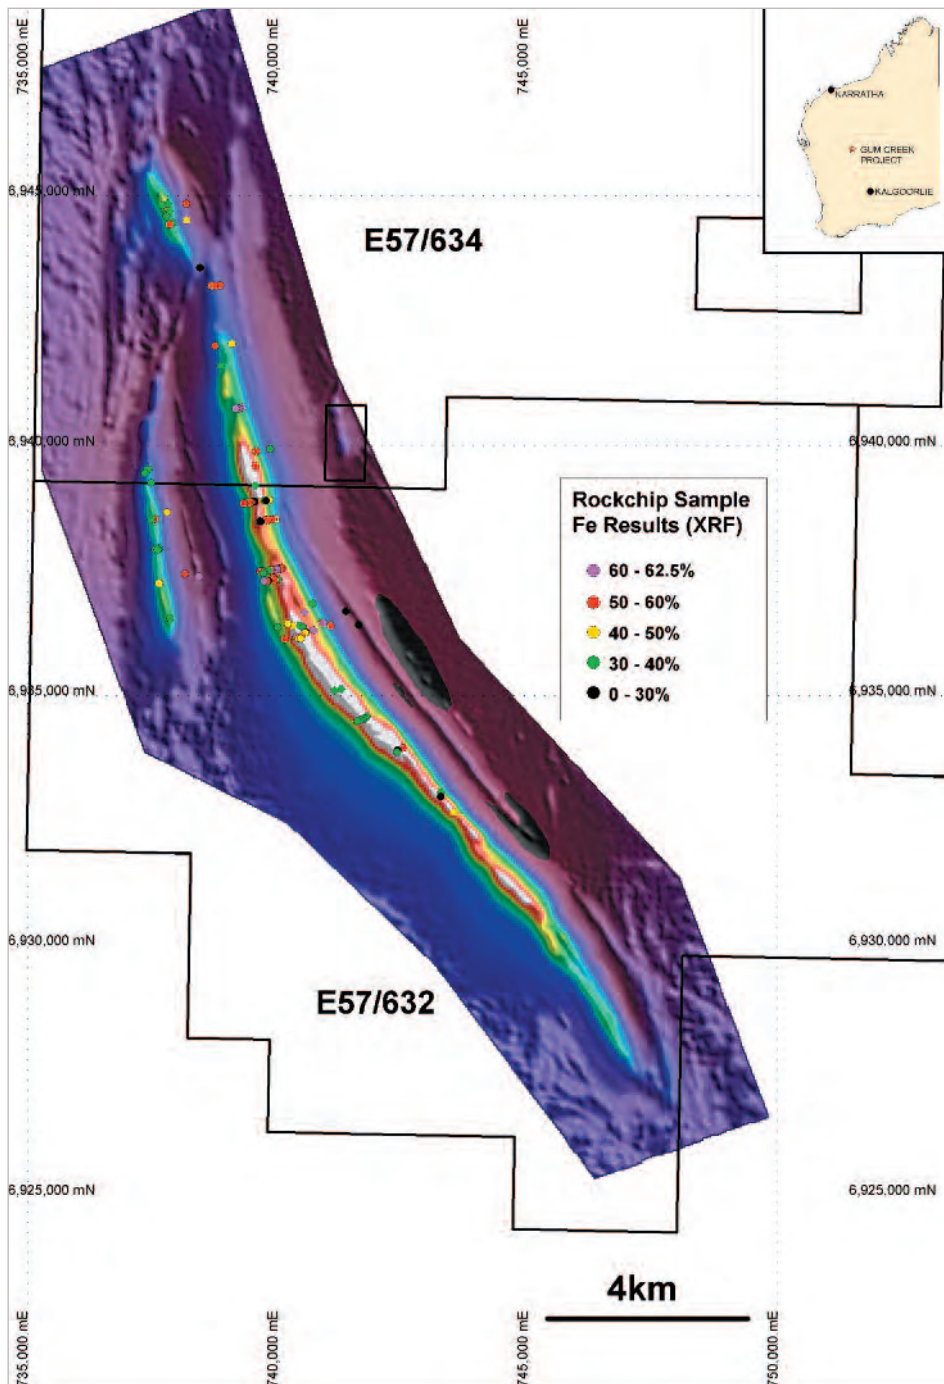 735,000 mE
740,000 mE
745,000 mE
KARRATHA
GUM CREEK
PROJECT
KALGOORLIE
6,945,000 mN
E57/634
6,940,000 mN
6,940,000 mN
Rockchip Sample
Fe Results (XRF)
60 - 62.5%
50 - 60%
40 - 50%
30 - 40%
0 - 30%
6,935,000 mN
6,935,000 mN
6,930,000 mN
6,930,000 mN
E57/632
6,925,000 mN
6,925,000 mN
4km
735,000 mE
740,000 mE
745,000 mE
750,000 mE